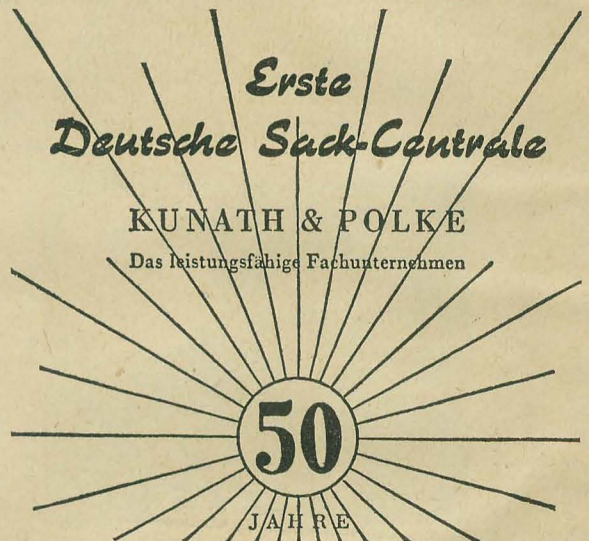 Erste
Deutsche Sack-Centrale
KUNATH & POLKE
Das leistungsfähige Fachunternehmen
50
JAHRE